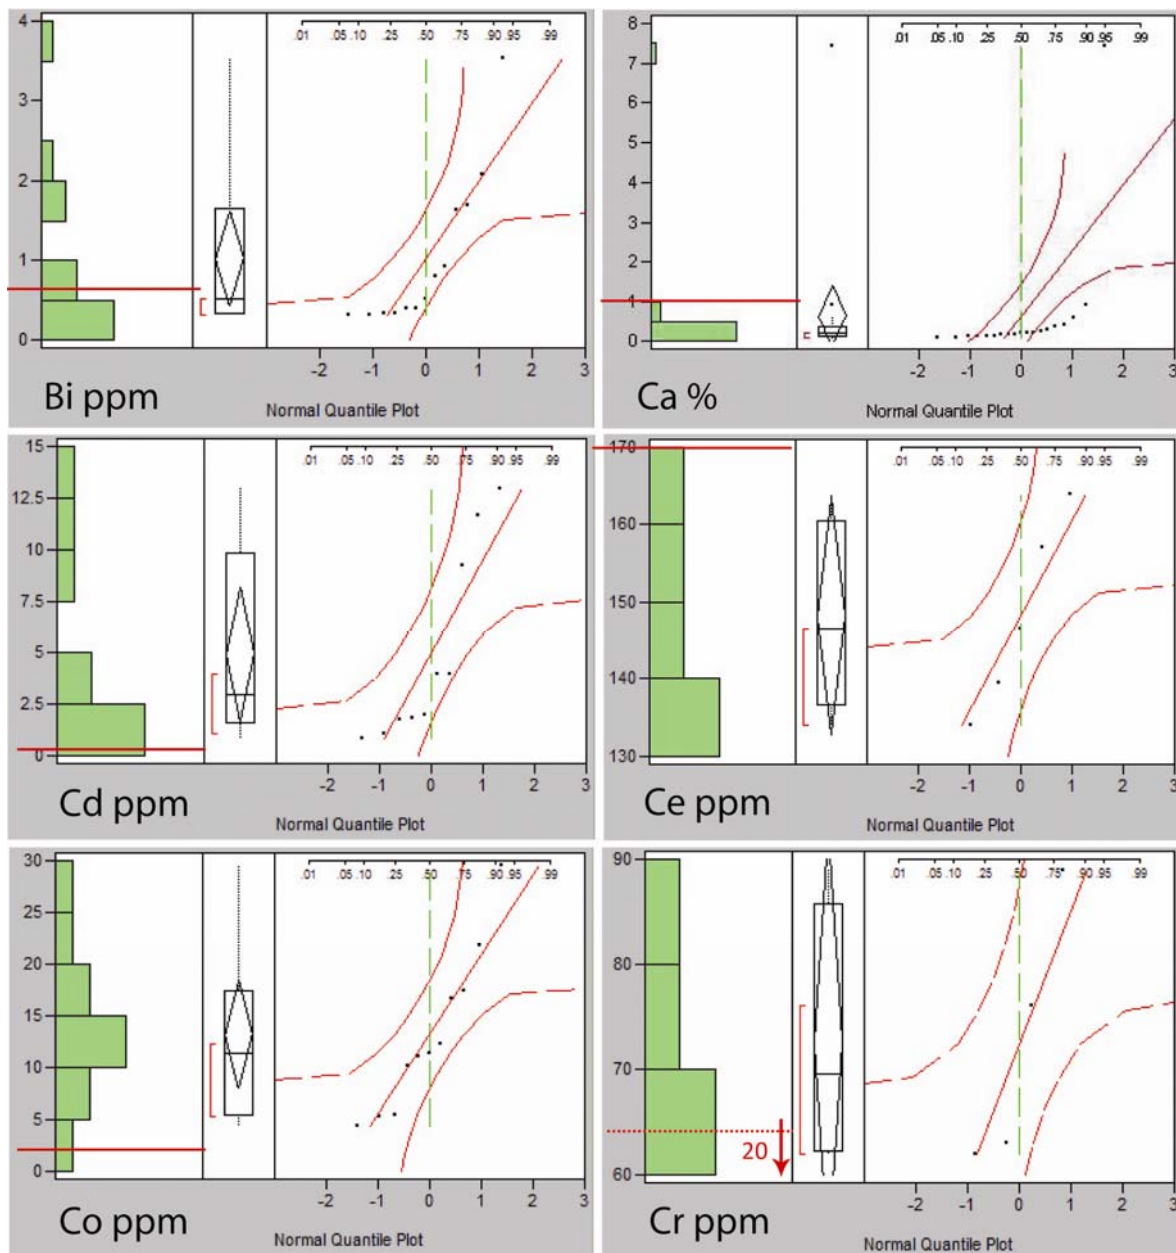 4
3
2
1
0
.01 .05 .10 .25 .50 .75 .90 .95 .99
-2 -1 0 1 2 3
Bi ppm
Normal Quantile Plot
8
7
6
5
4
3
2
1
0
.01 .05 .10 .25 .50 .75 .90 .95 .99
-2 -1 0 1 2 3
Ca %
Normal Quantile Plot
15
12.5
10
7.5
5
2.5
0
.01 .05 .10 .25 .50 .75 .90 .95 .99
-2 -1 0 1 2 3
Cd ppm
Normal Quantile Plot
170
160
150
140
130
.01 .05 .10 .25 .50 .75 .90 .95 .99
-2 -1 0 1 2 3
Ce ppm
Normal Quantile Plot
30
25
20
15
10
5
0
.01 .05 .10 .25 .50 .75 .90 .95 .99
-2 -1 0 1 2 3
Co ppm
Normal Quantile Plot
90
80
70
60
.01 .05 .10 .25 .50 .75 .90 .95 .99
20
-2 -1 0 1 2 3
Cr ppm
Normal Quantile Plot